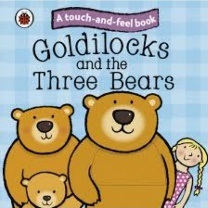 A touch-and-feel book
Goldilocks
and the
Three Bears